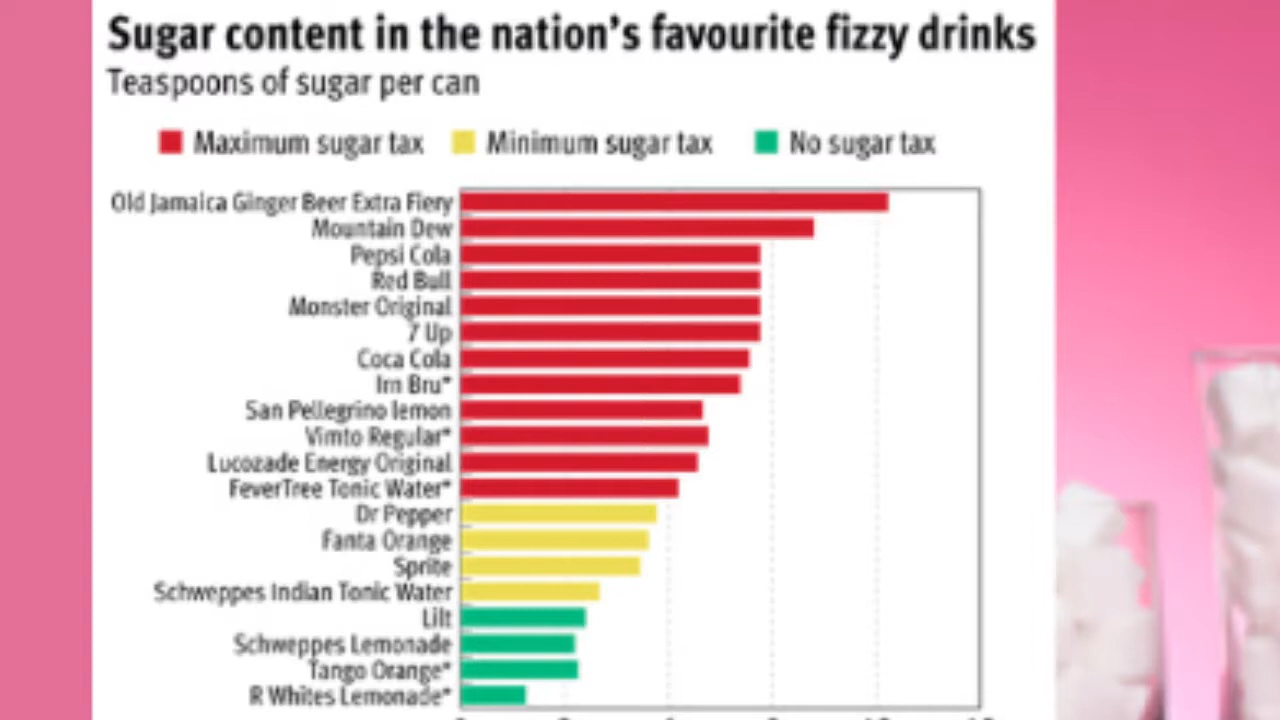 Sugar content in the nation's favourite fizzy drinks
Teaspoons of sugar per can
Maximum sugar tax Minimum sugar tax No sugar tax
Old Jamaica Ginger Beer Extra Fiery
Mountain Dew
Pepsi Cola
Red Bull
Monster Original
7 Up
Coca Cola
Irn Bru*
San Pellegrino lemon
Vimto Regular*
Lucozade Energy Original
FeverTree Tonic Water*
Dr Pepper
Fanta Orange
Sprite
Schweppes Indian Tonic Water
Lilt
Schweppes Lemonade
Tango Orange*
R Whites Lemonade*